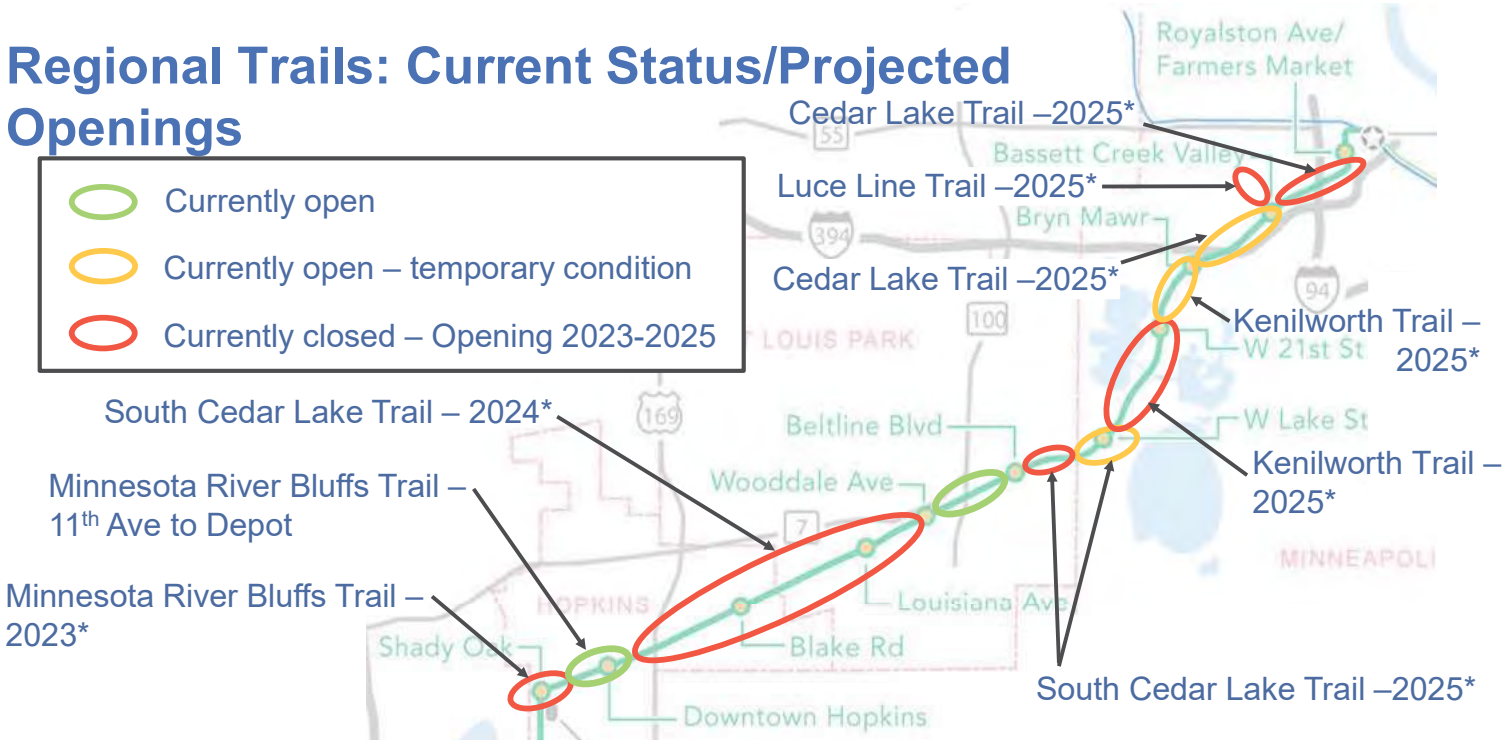 Regional Trails: Current Status/Projected
Openings
Currently open
Currently open – temporary condition
Currently closed – Opening 2023-2025
Royalston Ave/
Farmers Market
Cedar Lake Trail –2025*
55
Bassett Creek Valley
Luce Line Trail –2025*
Bryn Mawr
394
Cedar Lake Trail –2025*
94
100
Kenilworth Trail –
2025*
W 21st St
LOUIS PARK
South Cedar Lake Trail – 2024*
169
Beltline Blvd
W Lake St
Kenilworth Trail –
2025*
Wooddale Ave
Minnesota River Bluffs Trail –
11th Ave to Depot
7
MINNEAPOLI
Minnesota River Bluffs Trail –
2023*
HOPKINS
Louisiana Ave
Shady Oak
Blake Rd
South Cedar Lake Trail –2025*
Downtown Hopkins